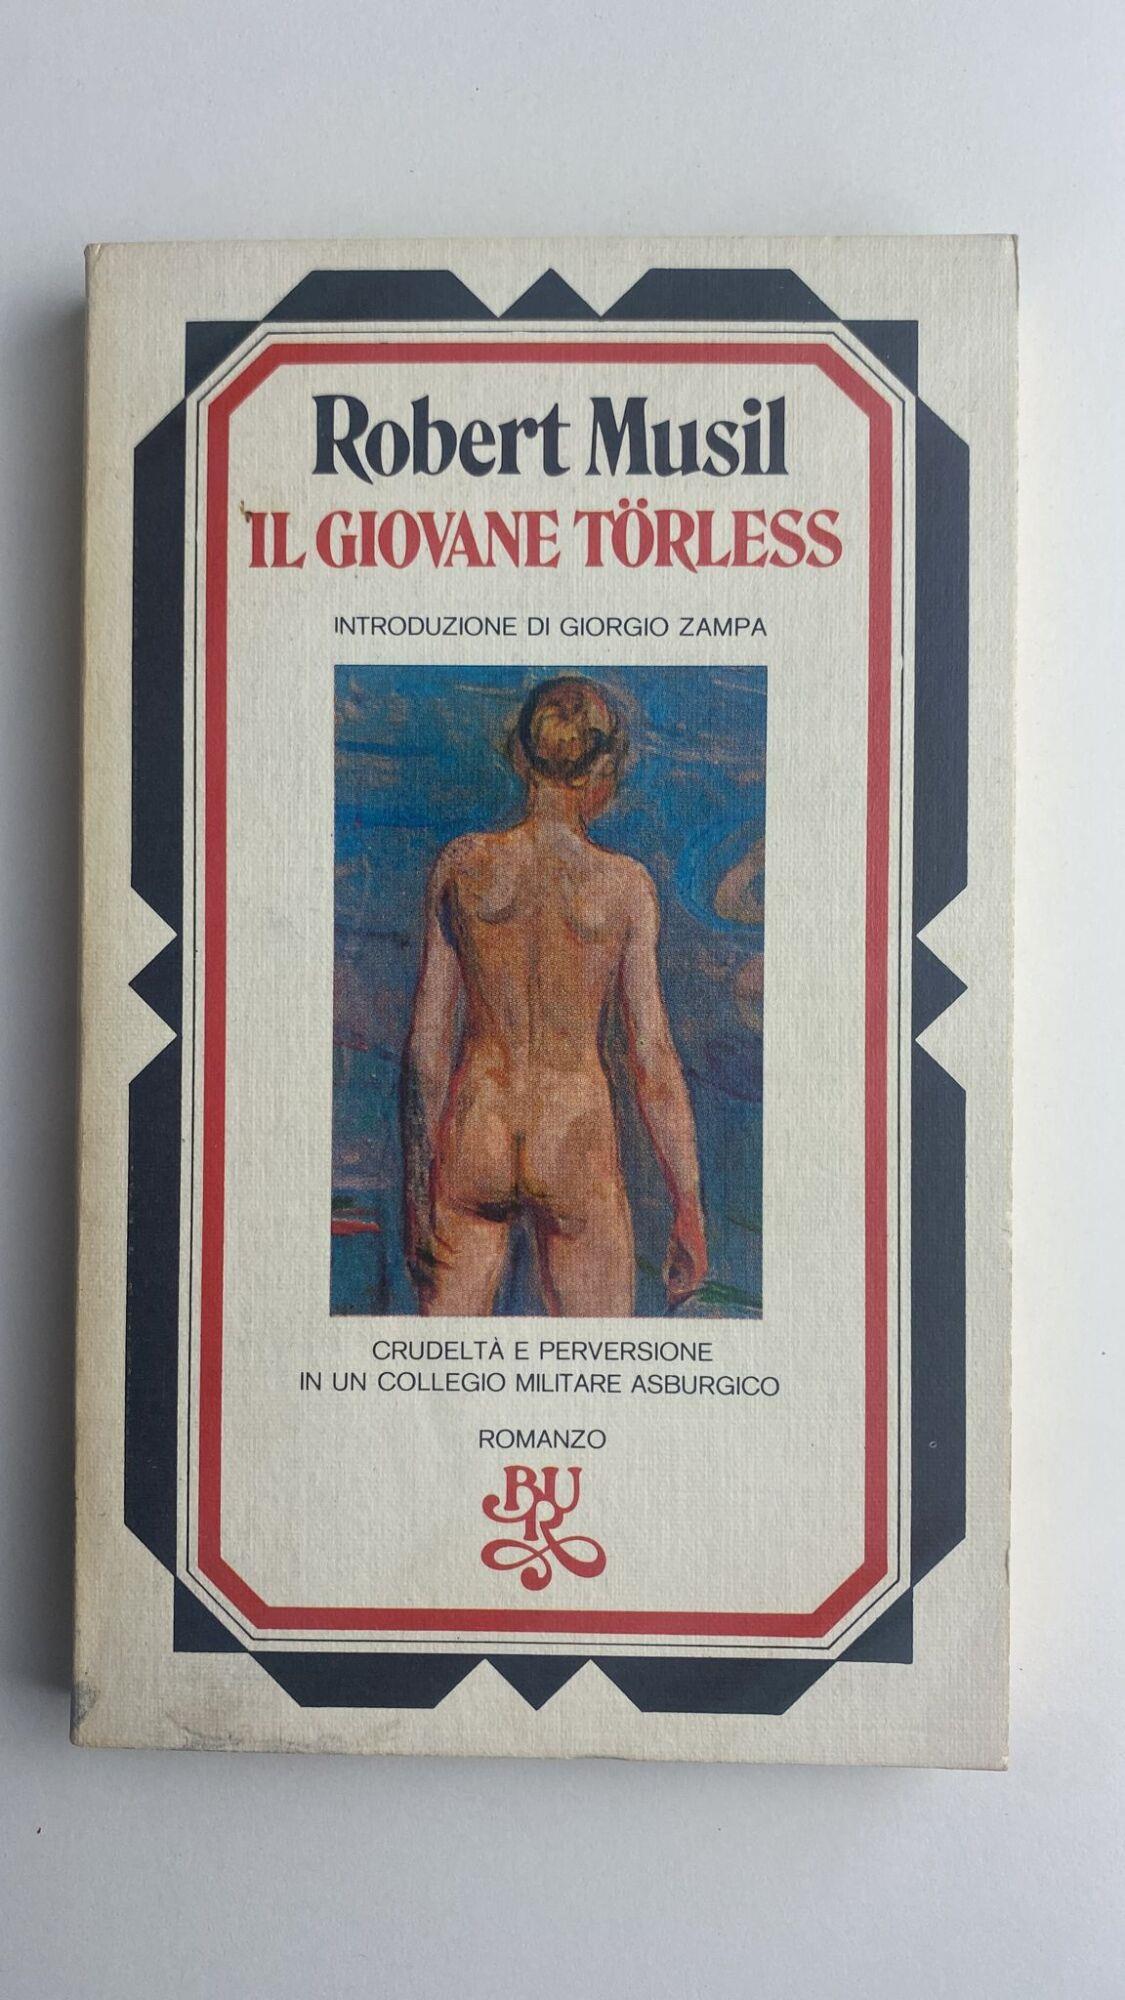 Robert Musil
IL GIOVANE TÖRLESS
INTRODUZIONE DI GIORGIO ZAMPA
CRUDELTÀ E PERVERSIONE
IN UN COLLEGIO MILITARE ASBURGICO
ROMANZO
BUR